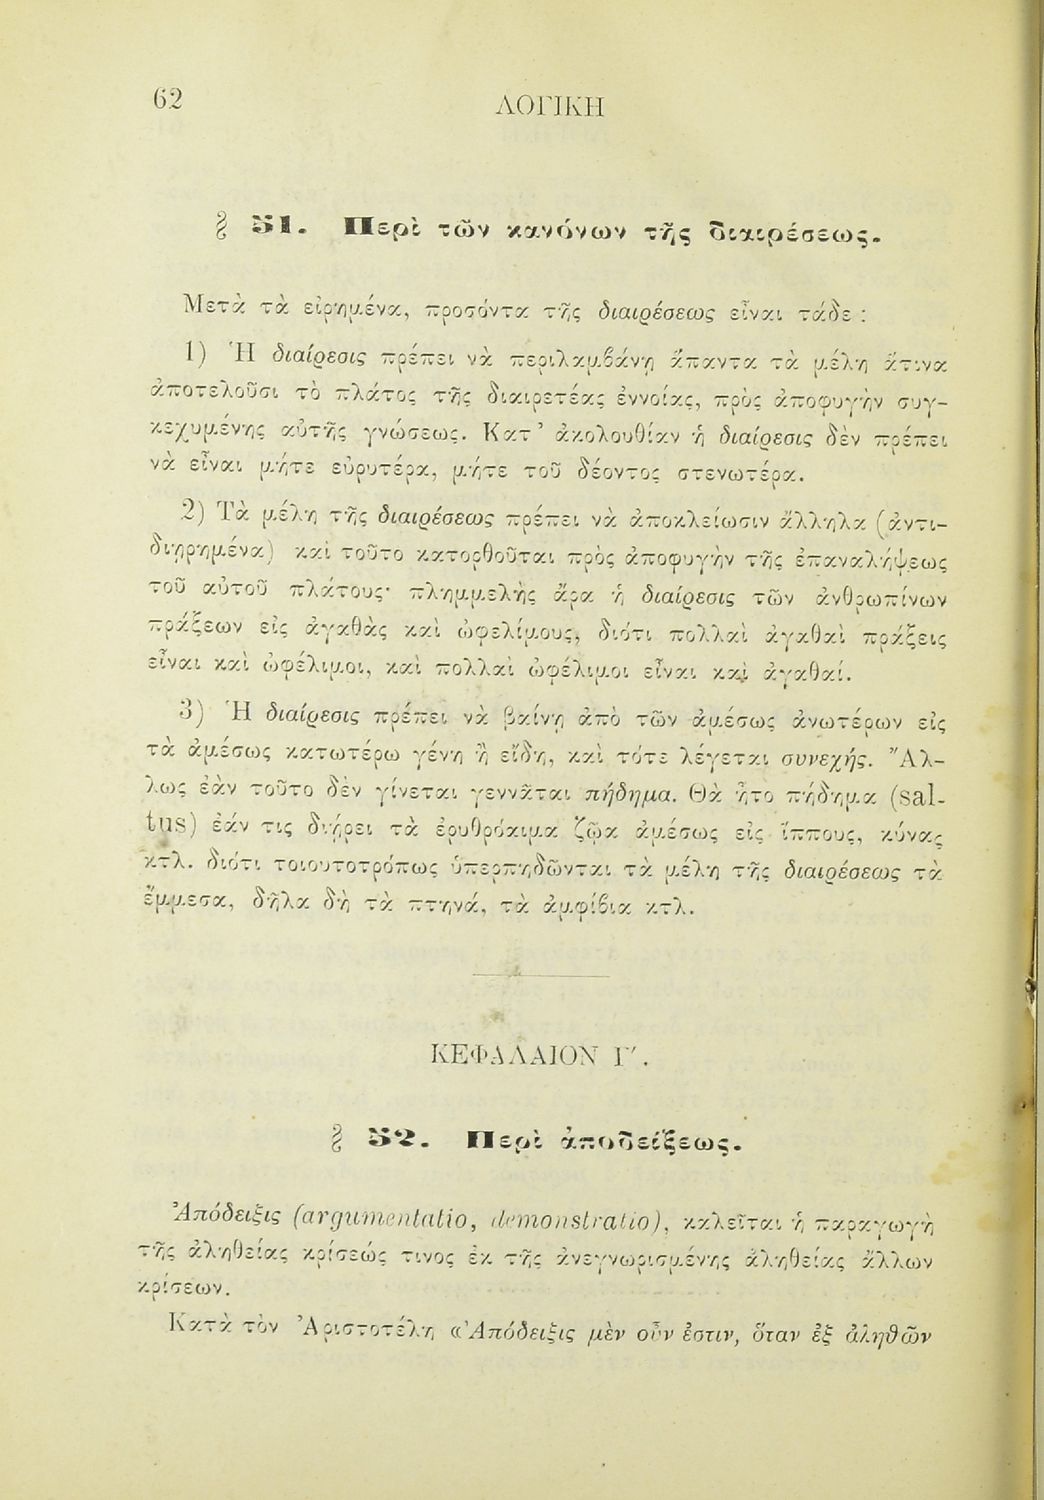 62
ΛΟΓΙΚΗ
§ 51. Περὶ τῶν κανόνων τῆς διαιρέσεως.
Μετὰ τὰ εἰρημένα, προσόντα τῆς διαιρέσεως εἶναι τάδε :
1) Ἡ διαίρεσις πρέπει νὰ περιλαμβάνῃ ἅπαντα τὰ μέλη ἅτινα
ἀποτελοῦσι τὸ πλάτος τῆς διαιρετέας ἐννοίας, πρὸς ἀποφυγὴν συγ-
κεχυμένης αὐτῆς γνώσεως. Κατ’ ἀκολουθίαν ἡ διαίρεσις δὲν πρέπει
νὰ εἶναι μήτε εὐρυτέρα, μήτε τοῦ δέοντος στενωτέρα.
2) Τὰ μέλη τῆς διαιρέσεως πρέπει νὰ ἀποκλείωσιν ἄλληλα (ἀντι-
διῃρημένα) καὶ τοῦτο κατορθοῦται πρὸς ἀποφυγὴν τῆς ἐπαναλήψεως
τοῦ αὐτοῦ πλάτους· πλημμελὴς ἄρα ἡ διαίρεσις τῶν ἀνθρωπίνων
πράξεων εἰς ἀγαθὰς καὶ ὠφελίμους, διότι πολλαὶ ἀγαθαὶ πράξεις
εἶναι καὶ ὠφέλιμοι, καὶ πολλαὶ ὠφέλιμοι εἶναι καὶ ἀγαθαί.
3) Ἡ διαίρεσις πρέπει νὰ βαίνῃ ἀπὸ τῶν ἀμέσως ἀνωτέρων εἰς
τὰ ἀμέσως κατωτέρω γένη ἢ εἴδη, καὶ τότε λέγεται συνεχής. Ἄλ-
λως ἐὰν τοῦτο δὲν γίνεται γεννᾶται πήδημα. Θὰ ἦτο πήδημα (sal-
tus) ἐάν τις διῄρει τὰ ἐρυθρόαιμα ζῷα ἀμέσως εἰς ἵππους, κύνας
κτλ. διότι τοιουτοτρόπως ὑπερπηδῶνται τὰ μέλη τῆς διαιρέσεως τὰ
ἔμμεσα, δῆλα δὴ τὰ πτηνά, τὰ ἀμφίβια κτλ.
ΚΕΦΑΛΑΙΟΝ Γ′.
§ 52. Περὶ ἀποδείξεως.
Ἀπόδειξις (argumentatio, demonstratio), καλεῖται ἡ παραγωγὴ
τῆς ἀληθείας κρίσεώς τινος ἐκ τῆς ἀνεγνωρισμένης ἀληθείας ἄλλων
κρίσεων.
Κατὰ τὸν Ἀριστοτέλη «Ἀπόδειξις μὲν οὖν ἐστιν, ὅταν ἐξ ἀληθῶν